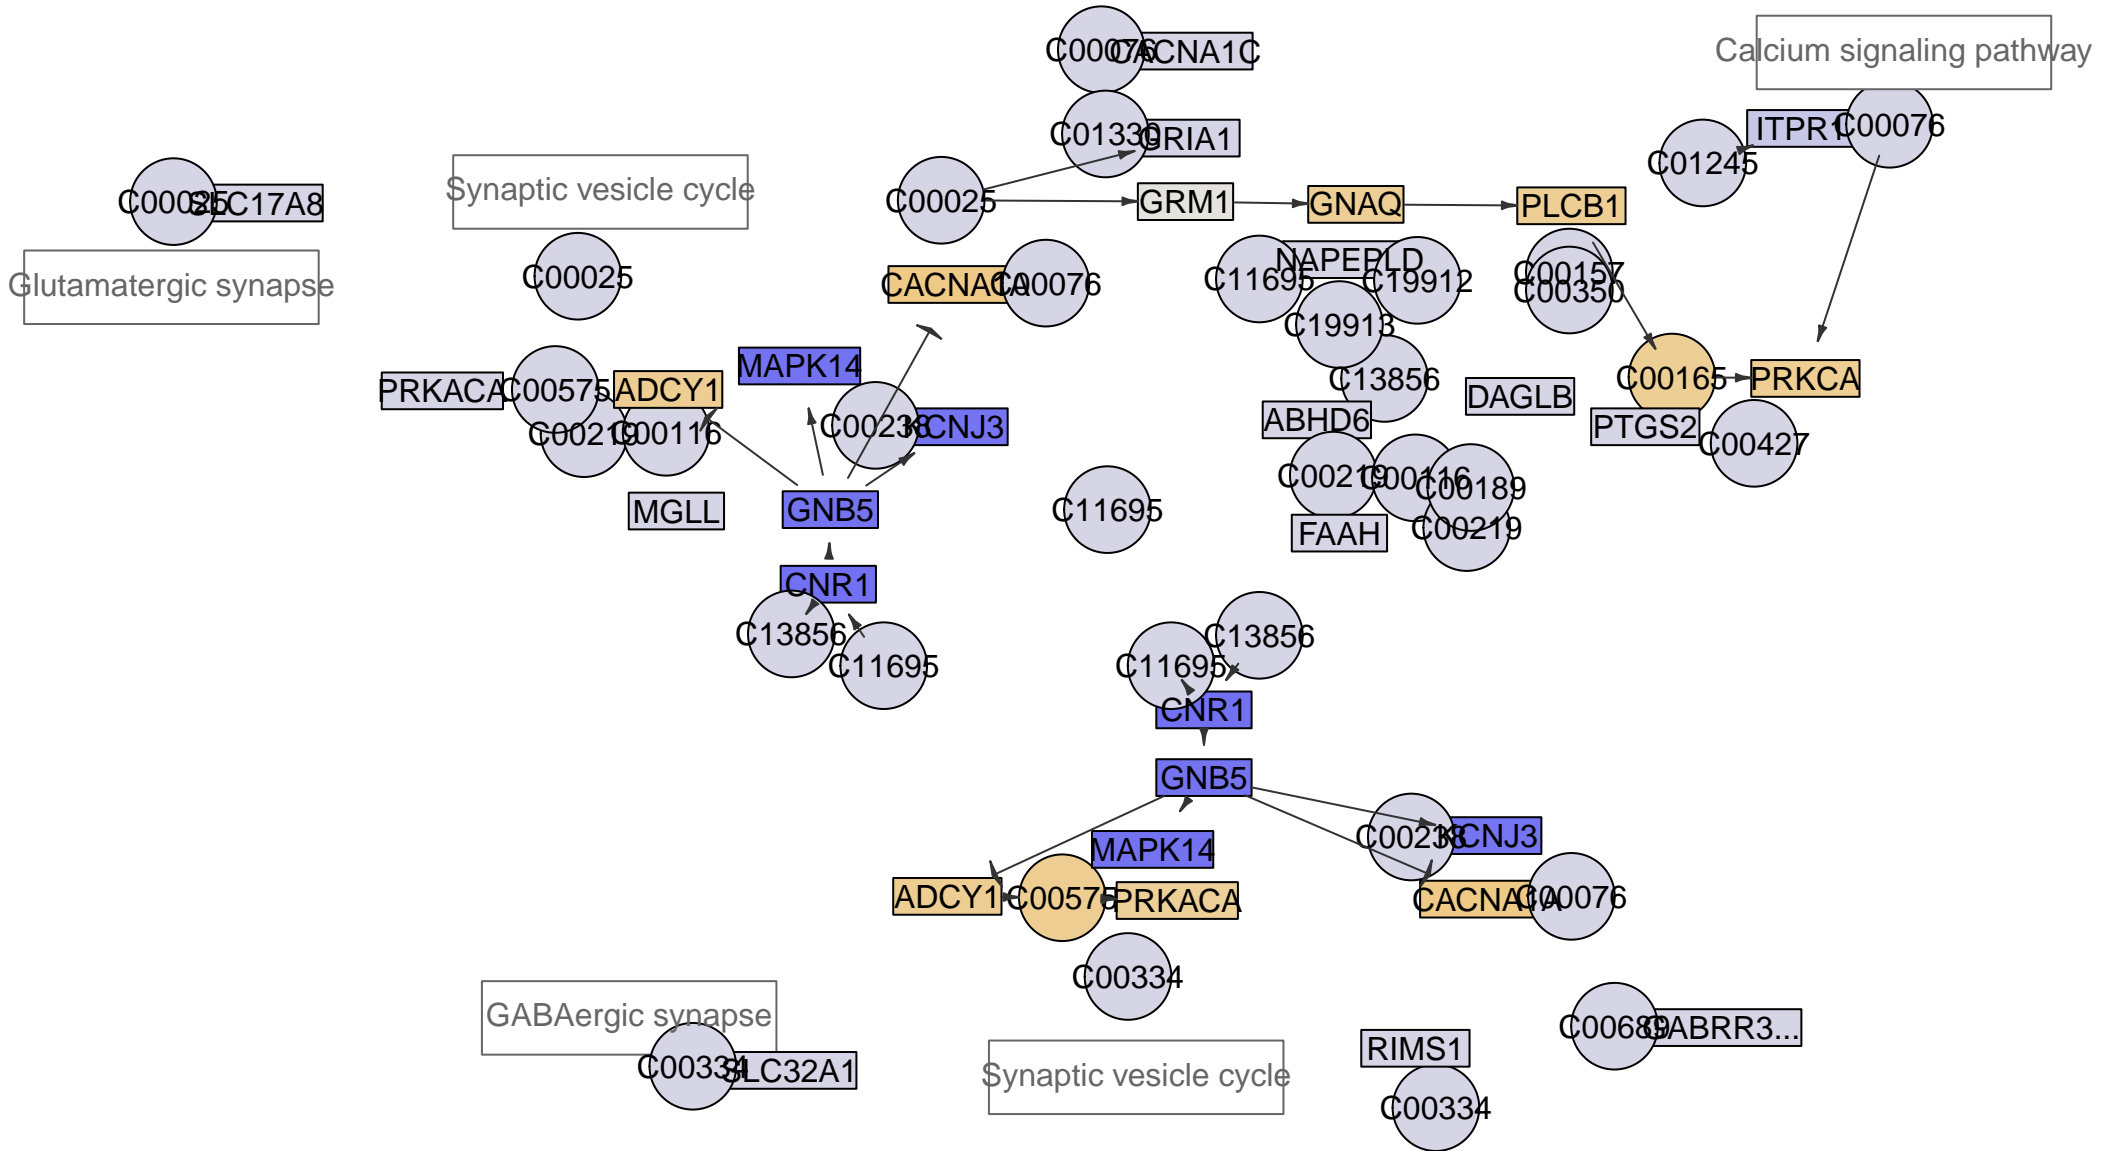 C00076
CACNA1C
Calcium signaling pathway
C01330
GRIA1
ITPR1
C00076
C01245
C00025
SLC17A8
Synaptic vesicle cycle
C00025
GRM1
GNAQ
PLCB1
Glutamatergic synapse
C00025
CACNA1A
C00076
C11695
NAPEPLD
C19912
C00157
C00350
C19913
MAPK14
C13856
PRKACA
C00575
ADCY1
DAGLB
C00165
PRKCA
C00219
C00116
C00238
KCNJ3
ABHD6
PTGS2
C00427
C00219
C00116
C00189
MGLL
GNB5
C11695
FAAH
C00219
CNR1
C13856
C11695
C11695
C13856
CNR1
GNB5
MAPK14
C00238
KCNJ3
ADCY1
C00575
PRKACA
CACNA1A
C00076
C00334
GABAergic synapse
C00689
GABRR3...
RIMS1
C00334
SLC32A1
Synaptic vesicle cycle
C00334